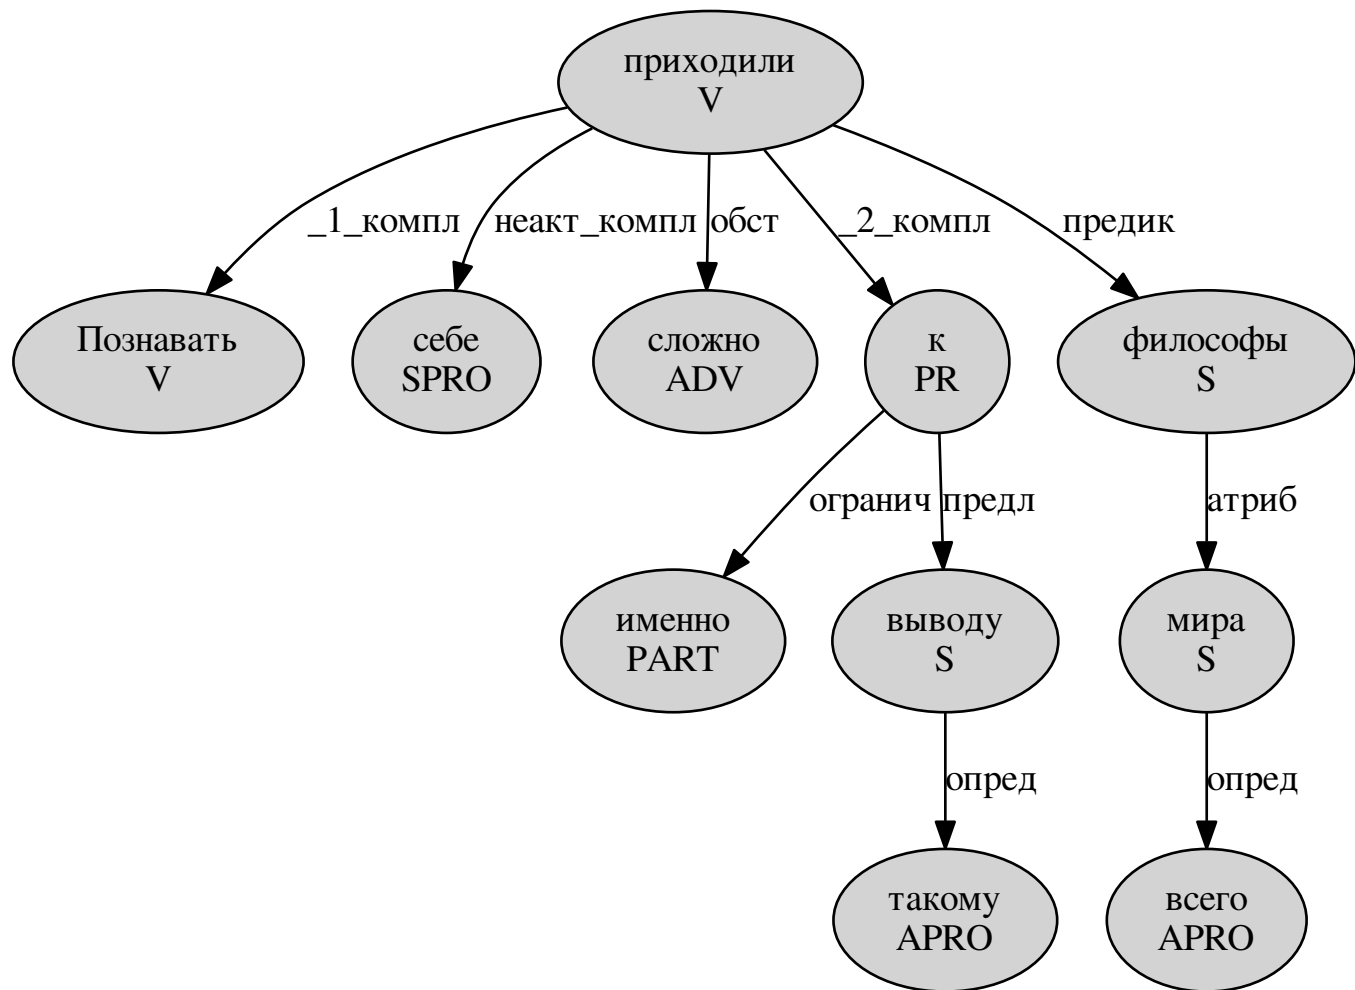 приходили
V
_1_компл
неакт_компл
обст
_2_компл
предик
Познавать
V
себе
SPRO
сложно
ADV
к
PR
философы
S
огранич
предл
атриб
именно
PART
выводу
S
мира
S
опред
опред
такому
APRO
всего
APRO